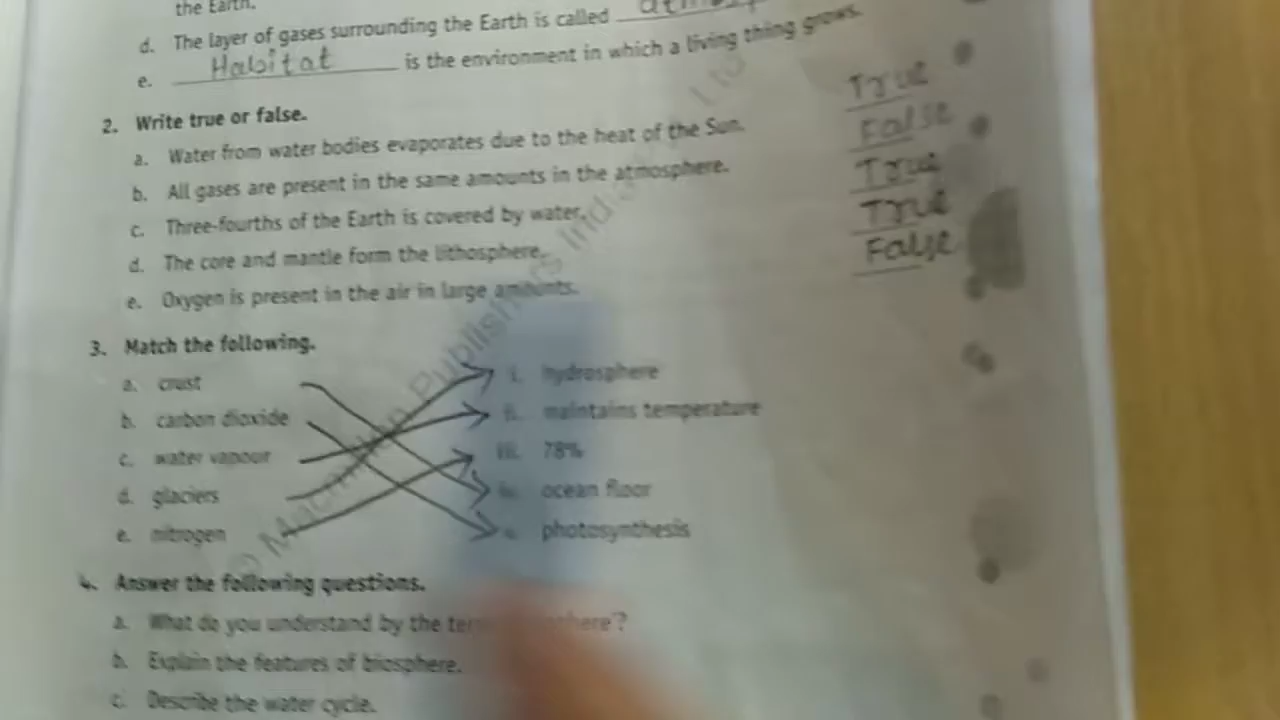 the Earth.
d. The layer of gases surrounding the Earth is called
e. Habitat is the environment in which a living thing grows.
2. Write true or false.
a. Water from water bodies evaporates due to the heat of the Sun. True
b. All gases are present in the same amounts in the atmosphere. False
c. Three-fourths of the Earth is covered by water. True
d. The core and mantle form the lithosphere. True
e. Oxygen is present in the air in large amounts. False
3. Match the following.
a. crust i. hydrosphere
b. carbon dioxide ii. maintains temperature
c. water vapour iii. 78%
d. glaciers iv. ocean floor
e. nitrogen v. photosynthesis
4. Answer the following questions.
a. What do you understand by the
b. Explain the features of biosphere.
c. Describe the water cycle.
© Macmillan Publishers India Ltd